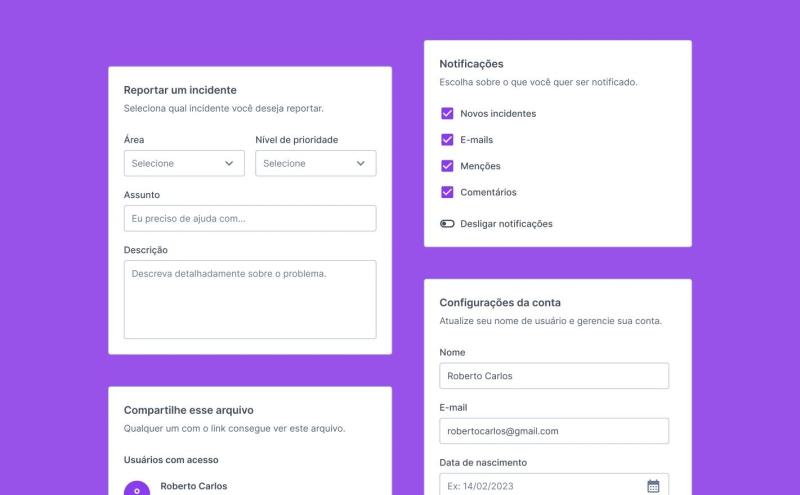 Reportar um incidente
Seleciona qual incidente você deseja reportar.
Área
Nível de prioridade
Selecione
Selecione
Assunto
Eu preciso de ajuda com...
Descrição
Descreva detalhadamente sobre o problema.
Compartilhe esse arquivo
Qualquer um com o link consegue ver este arquivo.
Usuários com acesso
Roberto Carlos
Notificações
Escolha sobre o que você quer ser notificado.
Novos incidentes
E-mails
Menções
Comentários
Desligar notificações
Configurações da conta
Atualize seu nome de usuário e gerencie sua conta.
Nome
Roberto Carlos
E-mail
robertocarlos@gmail.com
Data de nascimento
Ex: 14/02/2023